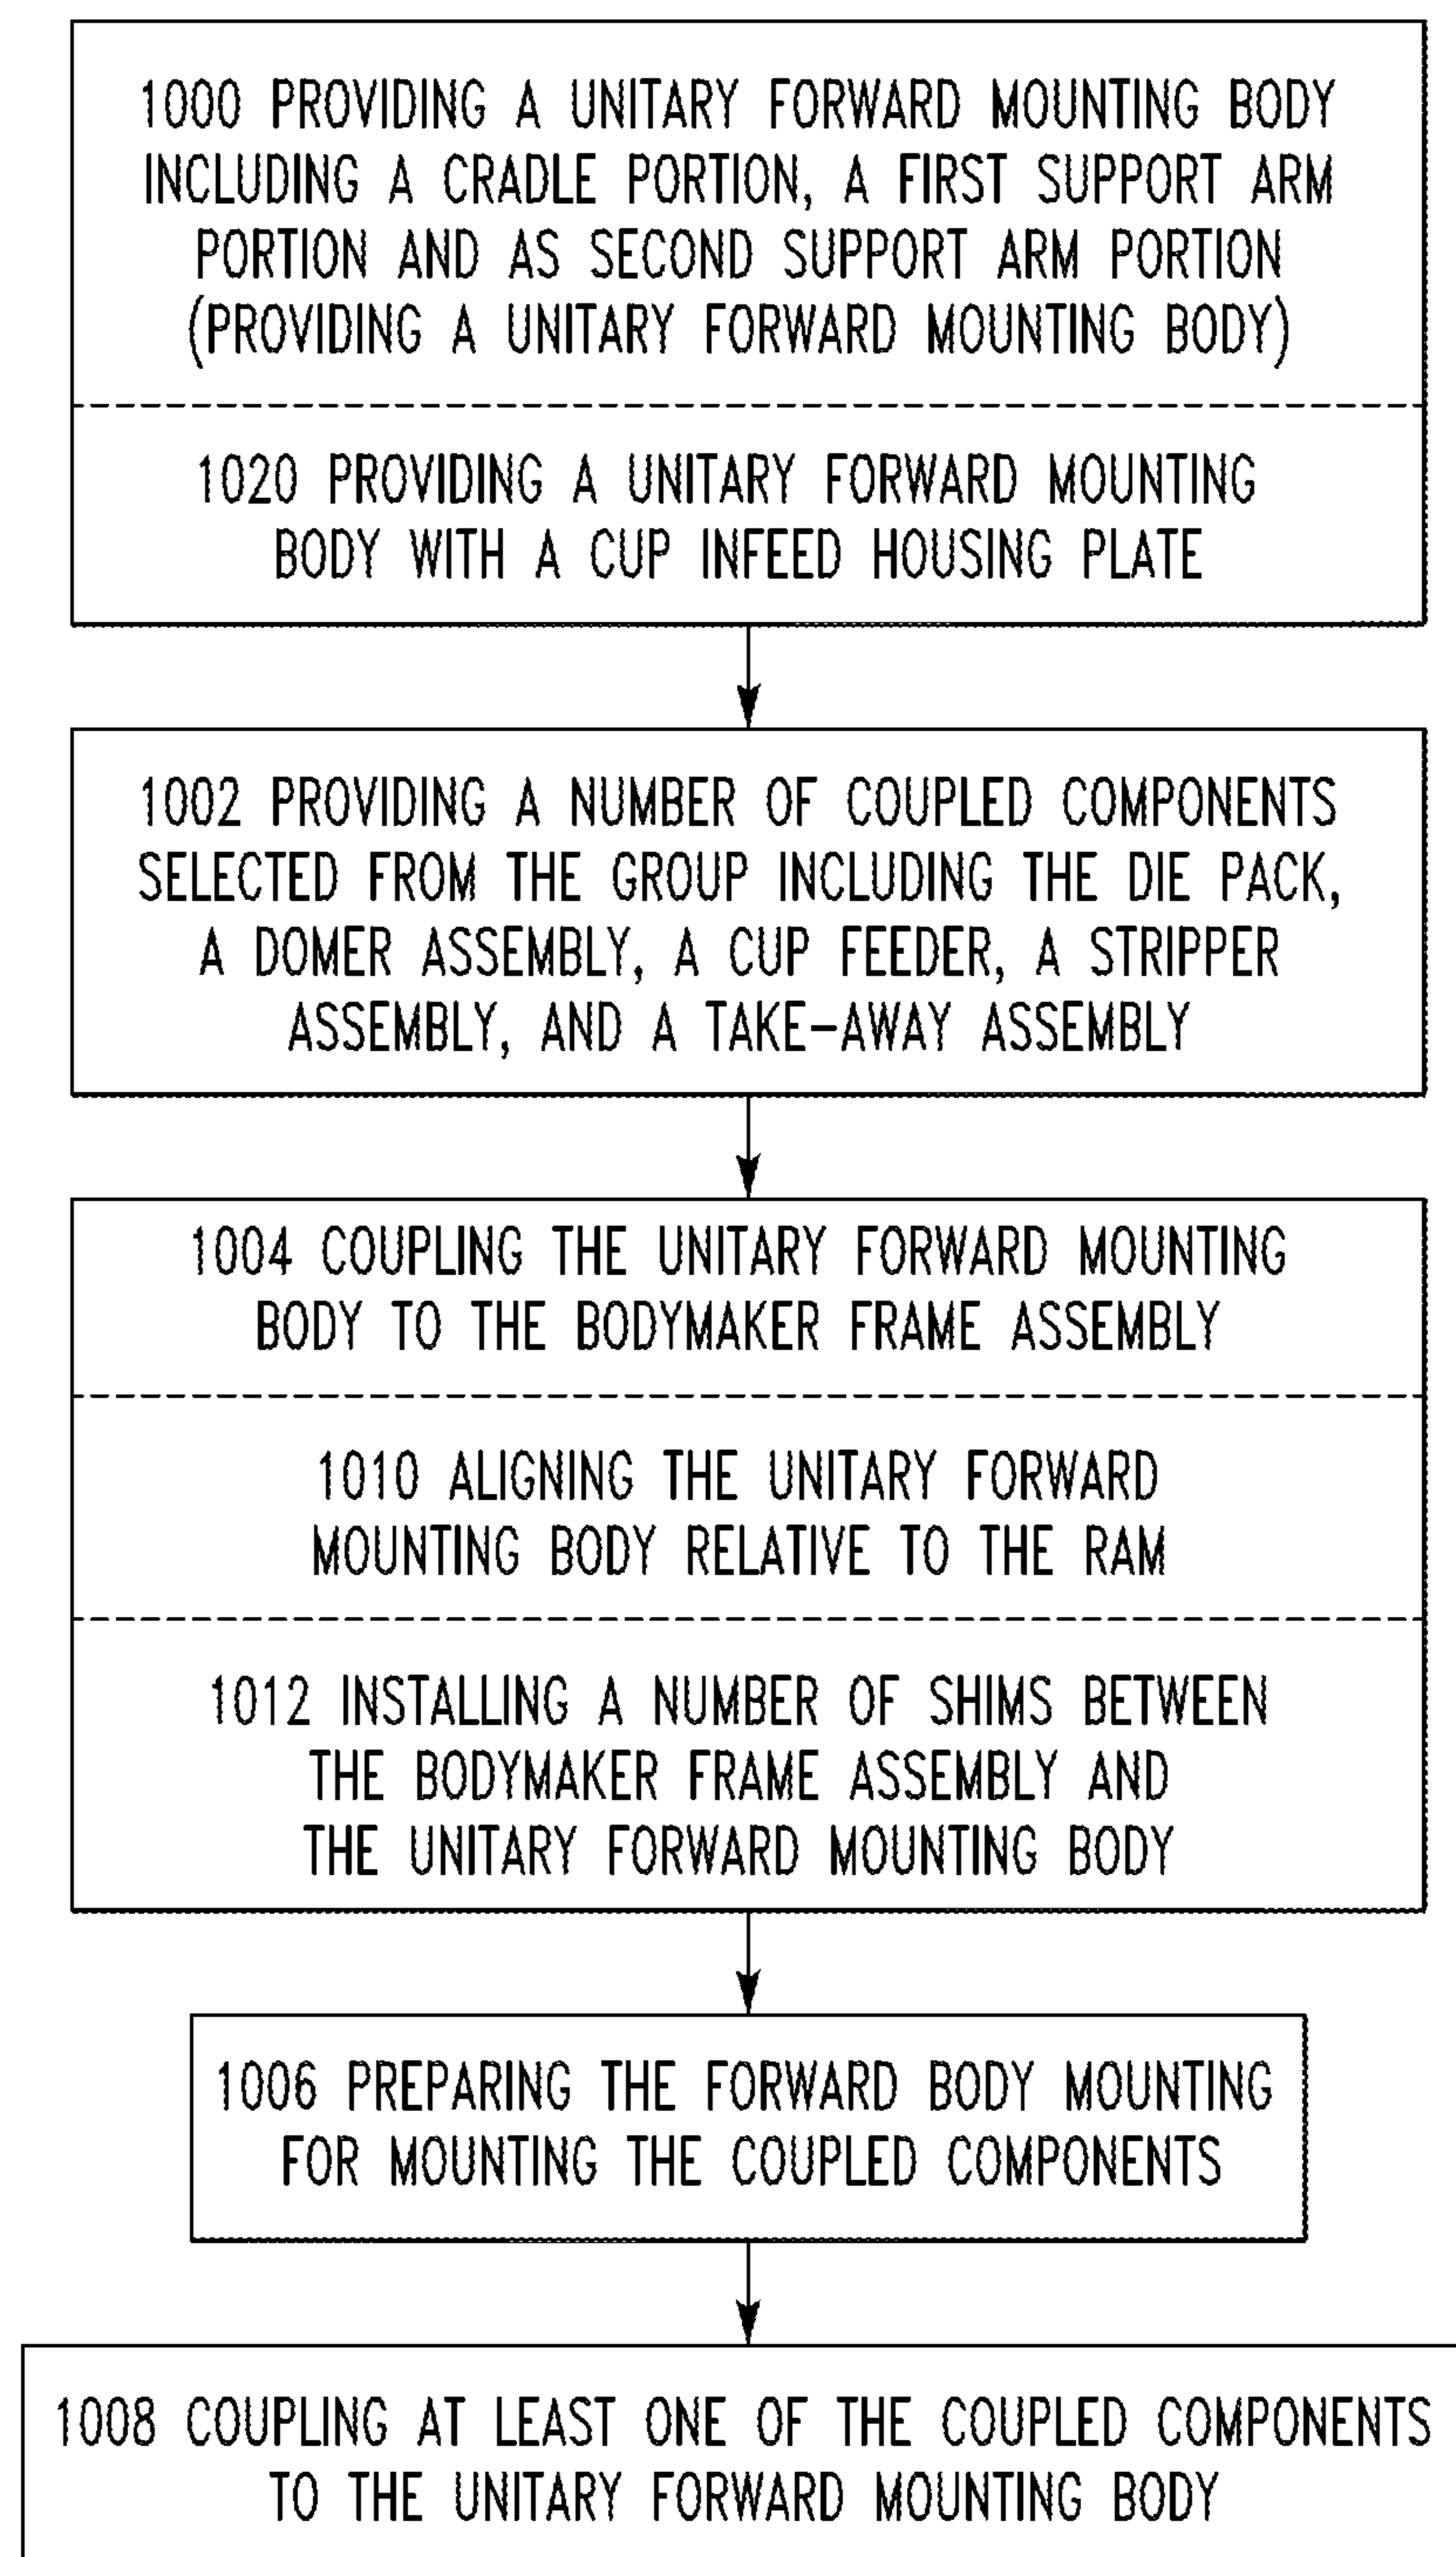 1000 PROVIDING A UNITARY FORWARD MOUNTING BODY
INCLUDING A CRADLE PORTION, A FIRST SUPPORT ARM
PORTION AND AS SECOND SUPPORT ARM PORTION
(PROVIDING A UNITARY FORWARD MOUNTING BODY)
1020 PROVIDING A UNITARY FORWARD MOUNTING
BODY WITH A CUP INFEED HOUSING PLATE
1002 PROVIDING A NUMBER OF COUPLED COMPONENTS
SELECTED FROM THE GROUP INCLUDING THE DIE PACK,
A DOMER ASSEMBLY, A CUP FEEDER, A STRIPPER
ASSEMBLY, AND A TAKE-AWAY ASSEMBLY
1004 COUPLING THE UNITARY FORWARD MOUNTING
BODY TO THE BODYMAKER FRAME ASSEMBLY
1010 ALIGNING THE UNITARY FORWARD
MOUNTING BODY RELATIVE TO THE RAM
1012 INSTALLING A NUMBER OF SHIMS BETWEEN
THE BODYMAKER FRAME ASSEMBLY AND
THE UNITARY FORWARD MOUNTING BODY
1006 PREPARING THE FORWARD BODY MOUNTING
FOR MOUNTING THE COUPLED COMPONENTS
1008 COUPLING AT LEAST ONE OF THE COUPLED COMPONENTS
TO THE UNITARY FORWARD MOUNTING BODY